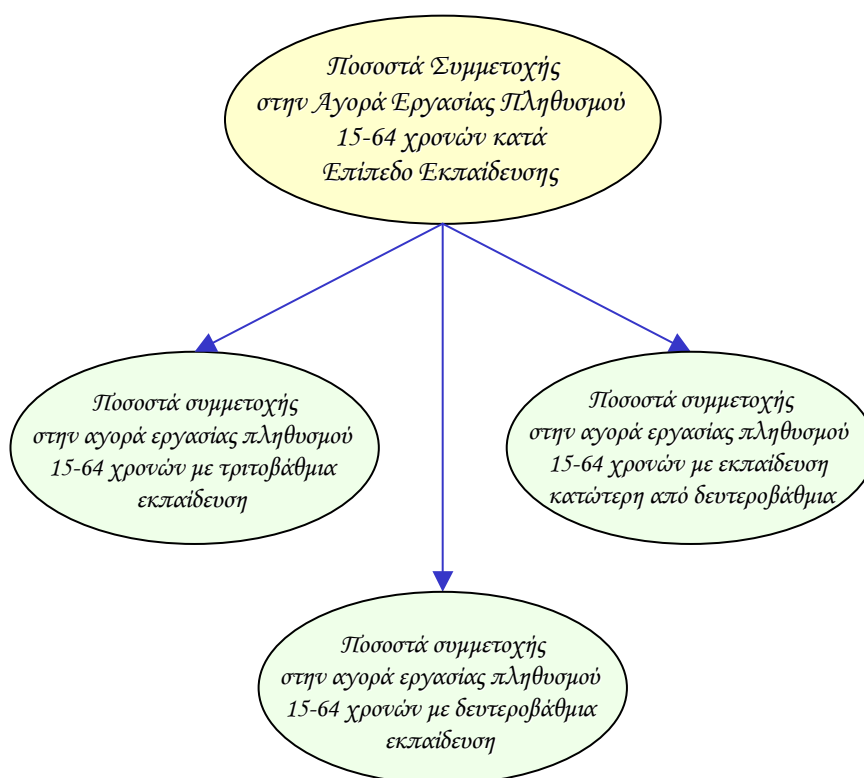 Ποσοστά Συμμετοχής
στην Αγορά Εργασίας Πληθυσμού
15-64 χρονών κατά
Επίπεδο Εκπαίδευσης
Ποσοστά συμμετοχής
στην αγορά εργασίας πληθυσμού
15-64 χρονών με τριτοβάθμια
εκπαίδευση
Ποσοστά συμμετοχής
στην αγορά εργασίας πληθυσμού
15-64 χρονών με εκπαίδευση
κατώτερη από δευτεροβάθμια
Ποσοστά συμμετοχής
στην αγορά εργασίας πληθυσμού
15-64 χρονών με δευτεροβάθμια
εκπαίδευση